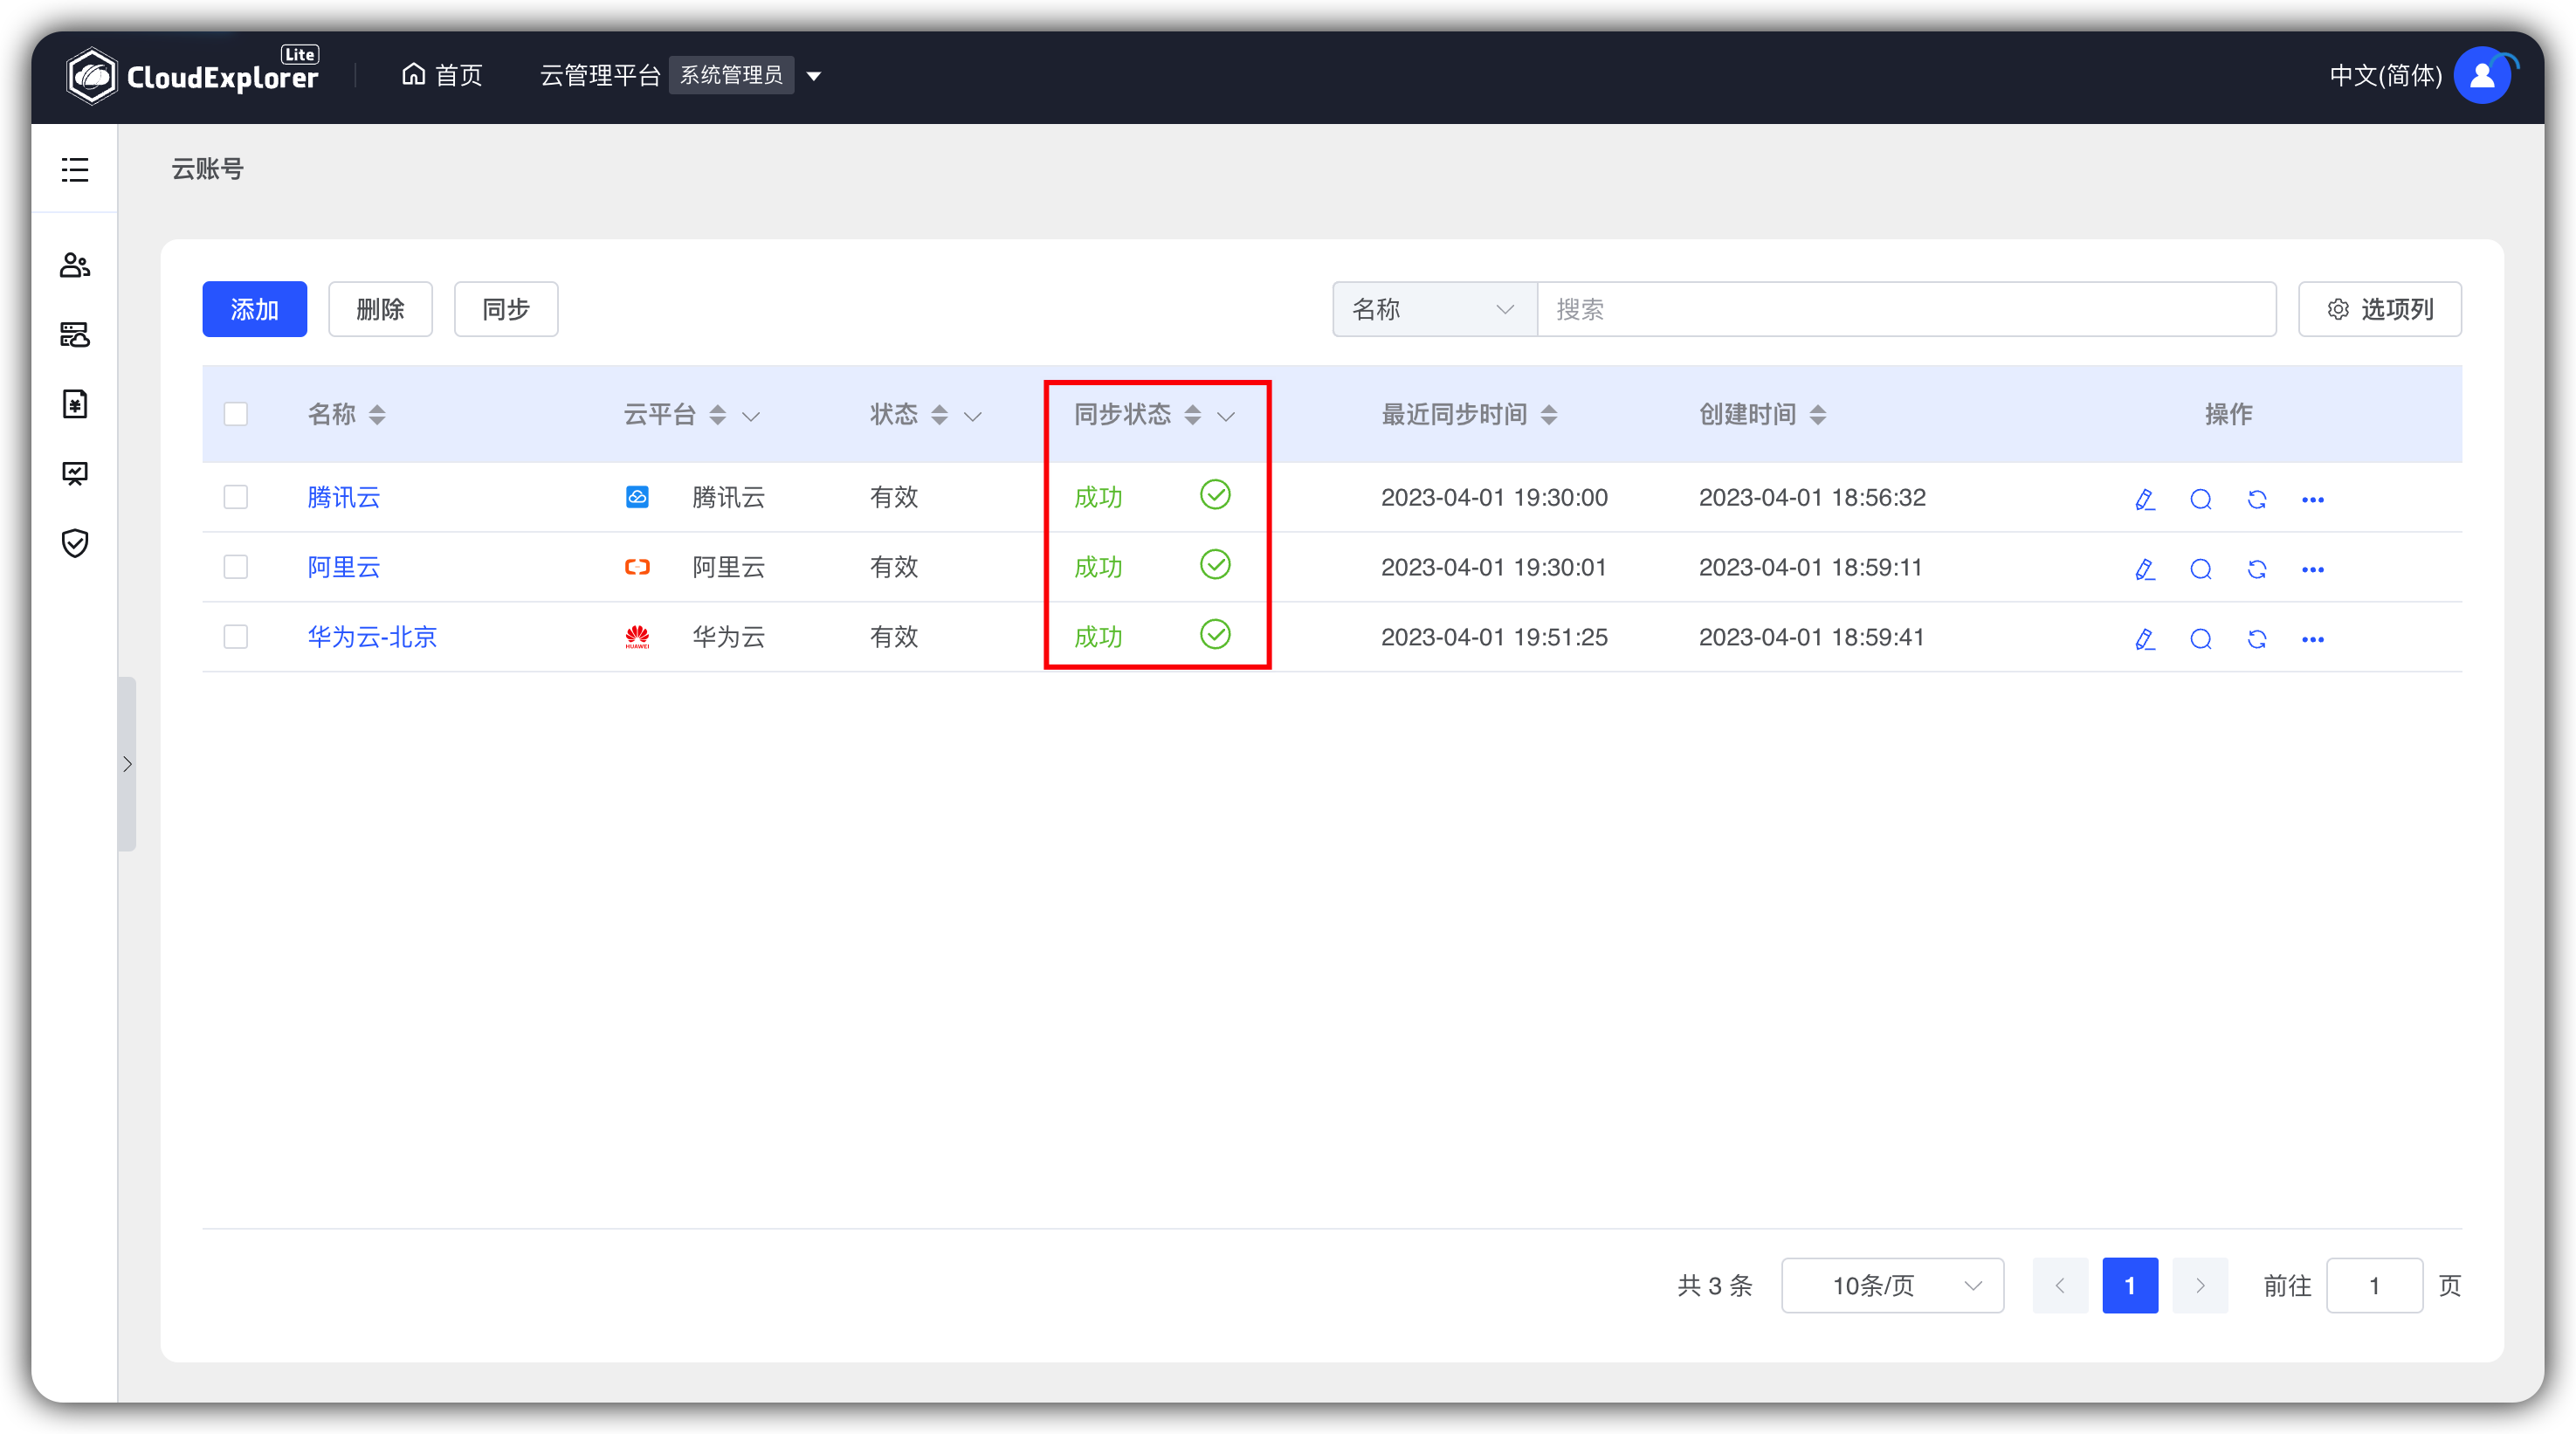 CloudExplorer Lite 首页 云管理平台 系统管理员 中文(简体)
云账号
添加 删除 同步 名称 搜索 选项列
名称 云平台 状态 同步状态 最近同步时间 创建时间 操作
腾讯云 腾讯云 有效 成功 2023-04-01 19:30:00 2023-04-01 18:56:32
阿里云 阿里云 有效 成功 2023-04-01 19:30:01 2023-04-01 18:59:11
华为云-北京 HUAWEI 华为云 有效 成功 2023-04-01 19:51:25 2023-04-01 18:59:41
共 3 条 10条/页 1 前往 1 页